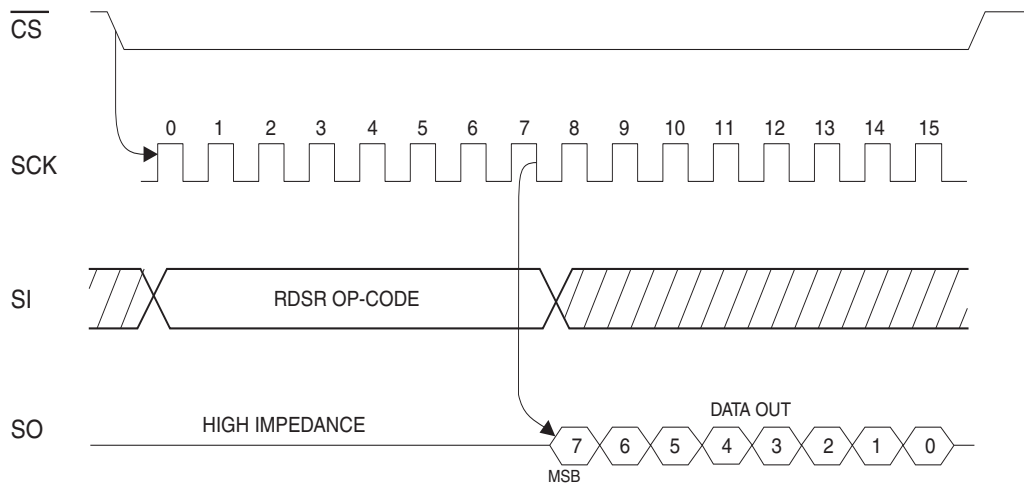 CS
0 1 2 3 4 5 6 7 8 9 10 11 12 13 14 15
SCK
SI
RDSR OP-CODE
DATA OUT
SO
HIGH IMPEDANCE
7 6 5 4 3 2 1 0
MSB